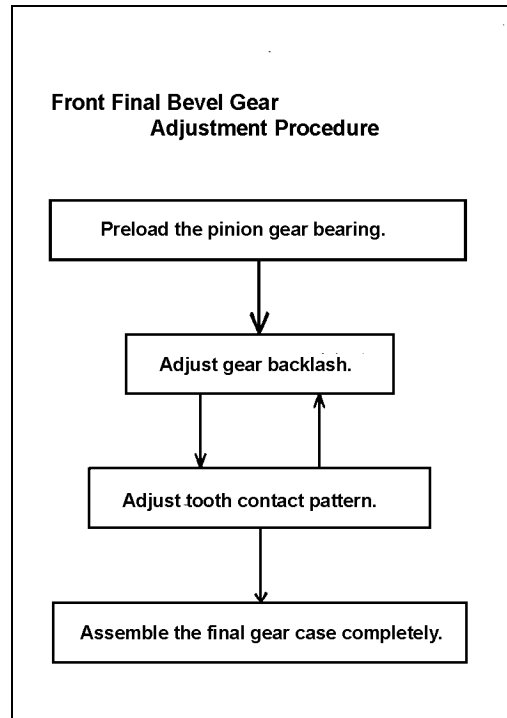 Front Final Bevel Gear
Adjustment Procedure
Preload the pinion gear bearing.
Adjust gear backlash.
Adjust tooth contact pattern.
Assemble the final gear case completely.